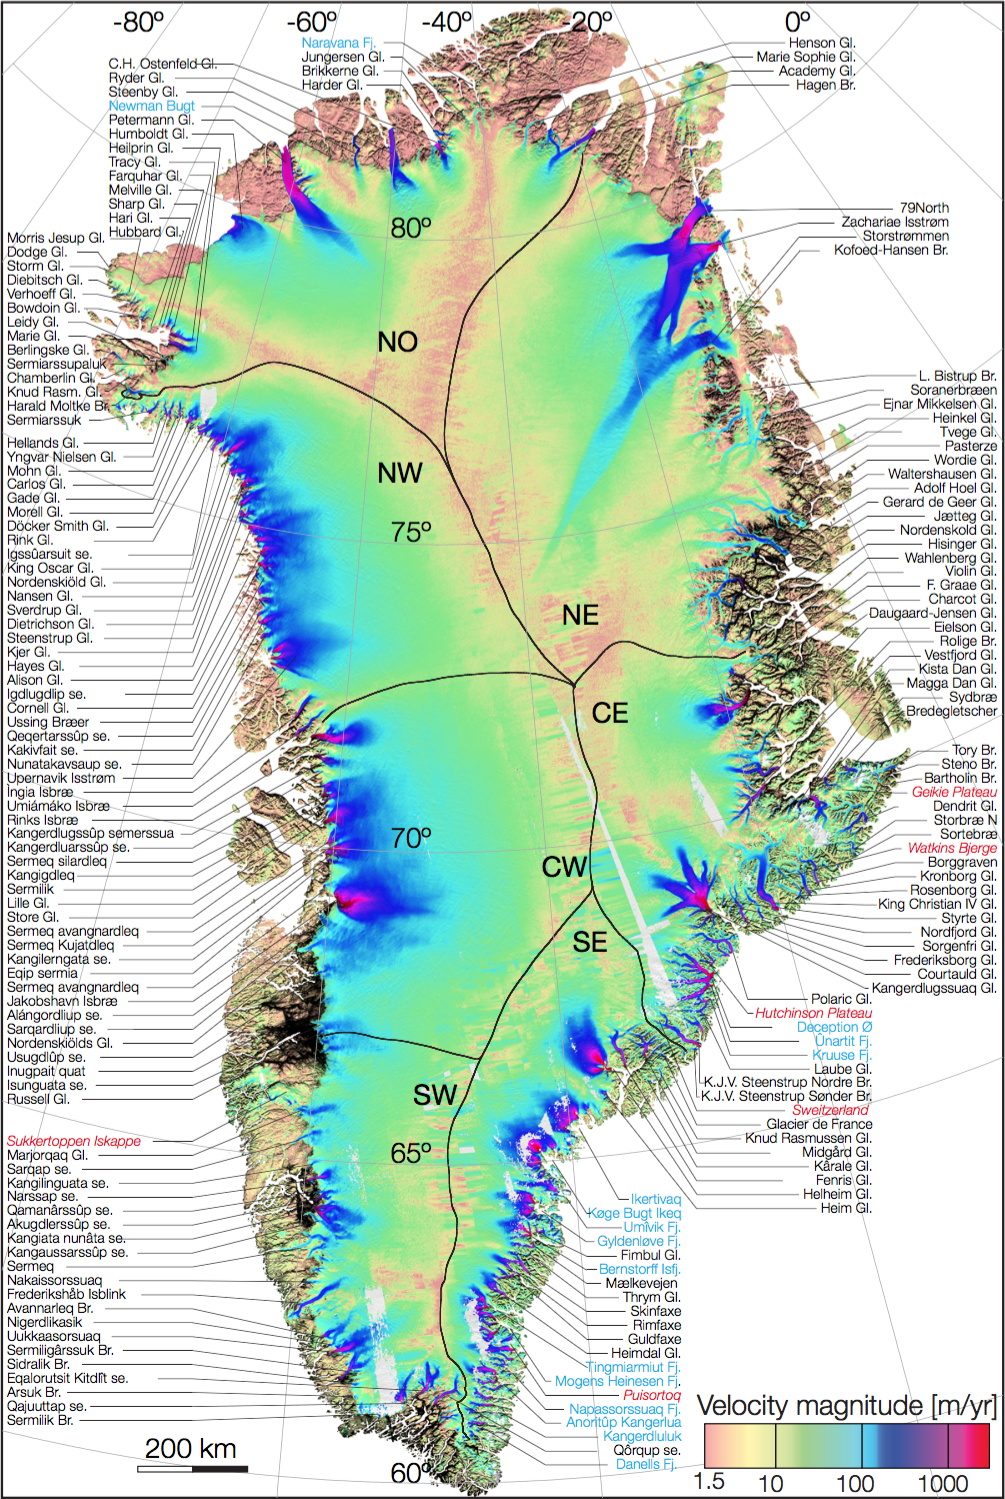 -80º
-60º
-40º
-20º
0º
Naravana Fj.
Jungersen Gl.
Brikkerne Gl.
Harder Gl.
Henson Gl.
Marie Sophie Gl.
Academy Gl.
Hagen Br.
C.H. Ostenfeld Gl.
Ryder Gl.
Steenby Gl.
Newman Bugt
Petermann Gl.
Humboldt Gl.
Heilprin Gl.
Tracy Gl.
Farquhar Gl.
Melville Gl.
Sharp Gl.
Hari Gl.
Hubbard Gl.
Morris Jesup Gl.
Dodge Gl.
Storm Gl.
Diebitsch Gl.
Verhoeff Gl.
Bowdoin Gl.
Leidy Gl.
Marie Gl.
Berlingske Gl.
Sermiarssupaluk
Chamberlin Gl.
Knud Rasm. Gl.
Harald Moltke Br.
Sermiarssuk
Hellands Gl.
Yngvar Nielsen Gl.
Mohn Gl.
Carlos Gl.
Gade Gl.
Morell Gl.
Döcker Smith Gl.
Rink Gl.
Igssûarsuit se.
King Oscar Gl.
Nordenskiöld Gl.
Nansen Gl.
Sverdrup Gl.
Dietrichson Gl.
Steenstrup Gl.
Kjer Gl.
Hayes Gl.
Alison Gl.
Igdlugdlip se.
Cornell Gl.
Ussing Bræer
Qeqertarssûp se.
Kakivfait se.
Nunatakavsaup se.
Upernavik Isstrøm
Ingia Isbræ
Umiámáko Isbræ
Rinks Isbræ
Kangerdlugssûp semerssua
Kangerdluarssûp se.
Sermeq silardleq
Kangigdleq
Sermilik
Lille Gl.
Store Gl.
Sermeq avangnardleq
Sermeq Kujatdleq
Kangilerngata se.
Eqip sermia
Sermeq avangnardleq
Jakobshavn Isbræ
Alángordliup se.
Sarqardliup se.
Nordenskiölds Gl.
Usugdlûp se.
Inugpait quat
Isunguata se.
Russell Gl.
Sukkertoppen Iskappe
Marjorqaq Gl.
Sarqap se.
Kangilinguata se.
Narssap se.
Qamanârssûp se.
Akugdlerssûp se.
Kangiata nunâta se.
Kangaussarssûp se.
Sermeq
Nakaissorssuaq
Frederikshåb Isblink
Avannarleq Br.
Nigerdlikasik
Uukkaasorsuaq
Sermiligârssuk Br.
Sidralik Br.
Eqalorutsit Kitdlît se.
Arsuk Br.
Qajuuttap se.
Sermilik Br.
80º
NO
NW
75º
NE
CE
70º
CW
SE
SW
65º
60º
79North
Zachariae Isstrøm
Storstrømmen
Kofoed-Hansen Br.
L. Bistrup Br.
Soranerbræen
Ejnar Mikkelsen Gl.
Heinkel Gl.
Tvege Gl.
Pasterze
Wordie Gl.
Waltershausen Gl.
Adolf Hoel Gl.
Gerard de Geer Gl.
Jætteg Gl.
Nordenskold Gl.
Hisinger Gl.
Wahlenberg Gl.
Violin Gl.
F. Graae Gl.
Charcot Gl.
Daugaard-Jensen Gl.
Eielson Gl.
Rolige Br.
Vestfjord Gl.
Kista Dan Gl.
Magga Dan Gl.
Sydbræ
Bredegletscher
Tory Br.
Steno Br.
Bartholin Br.
Geikie Plateau
Dendrit Gl.
Storbræ N
Sortebræ
Watkins Bjerge
Borggraven
Kronborg Gl.
Rosenborg Gl.
King Christian IV Gl.
Styrte Gl.
Nordfjord Gl.
Sorgenfri Gl.
Frederiksborg Gl.
Courtauld Gl.
Kangerdlugssuaq Gl.
Polaric Gl.
Hutchinson Plateau
Deception Ø
Ûnartit Fj.
Kruuse Fj.
Laube Gl.
K.J.V. Steenstrup Nordre Br.
K.J.V. Steenstrup Sønder Br.
Sweitzerland
Glacier de France
Knud Rasmussen Gl.
Midgård Gl.
Kârale Gl.
Fenris Gl.
Helheim Gl.
Heim Gl.
Ikertivaq
Køge Bugt Ikeq
Umîvik Fj.
Gyldenløve Fj.
Fimbul Gl.
Bernstorff Isfj.
Mælkevejen
Thrym Gl.
Skinfaxe
Rimfaxe
Guldfaxe
Heimdal Gl.
Tingmiarmiut Fj.
Mogens Heinesen Fj.
Puisortoq
Napassorssuaq Fj.
Anoritûp Kangerlua
Kangerdluluk
Qôrqup se.
Danells Fj.
Velocity magnitude [m/yr]
1.5 10 100 1000
200 km